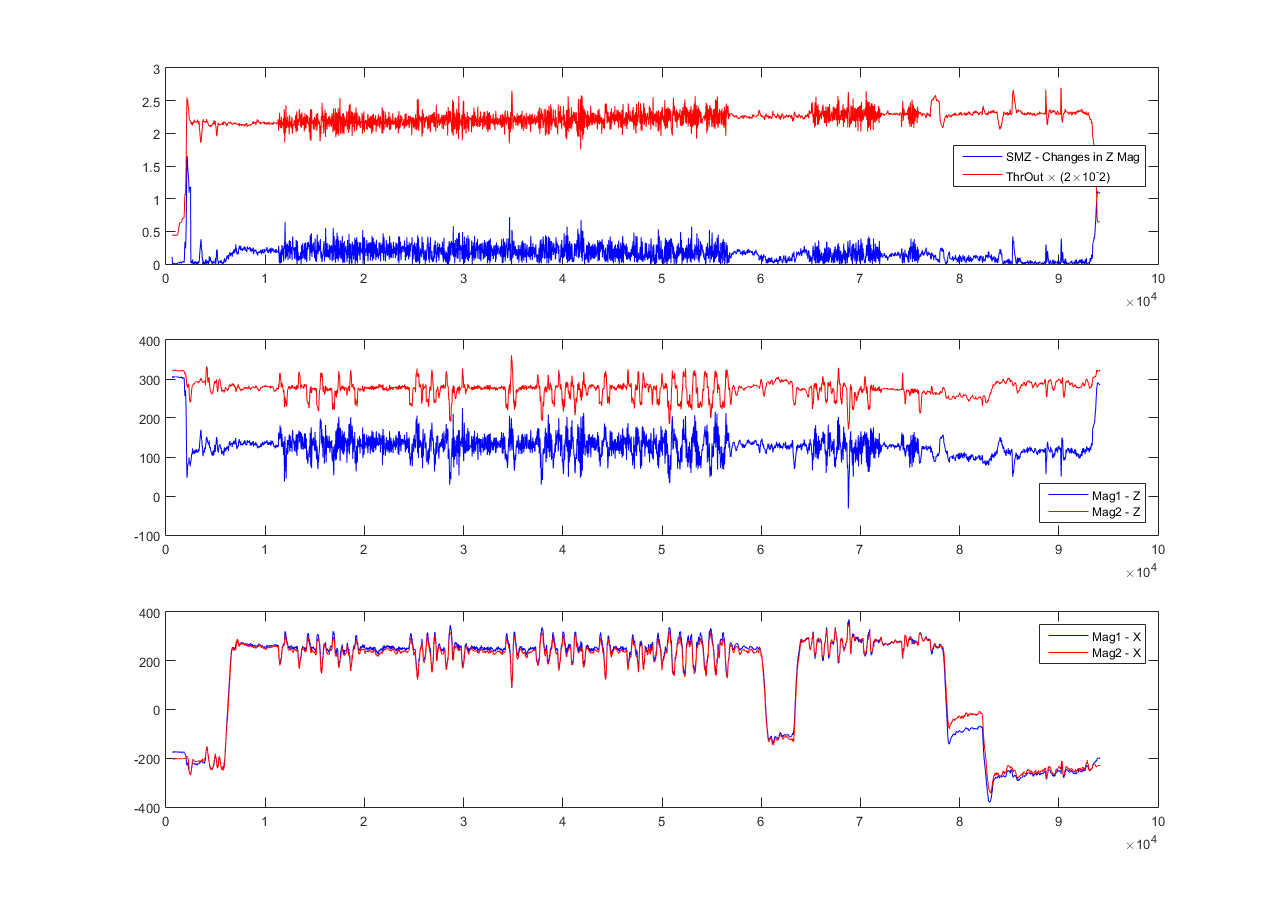 3
2.5
2
1.5
1
0.5
0
SMZ - Changes in Z Mag
ThrOut × (2×10^-2)
0 1 2 3 4 5 6 7 8 9 10
×10^4
400
300
200
100
0
-100
Mag1 - Z
Mag2 - Z
0 1 2 3 4 5 6 7 8 9 10
×10^4
400
200
0
-200
-400
Mag1 - X
Mag2 - X
0 1 2 3 4 5 6 7 8 9 10
×10^4